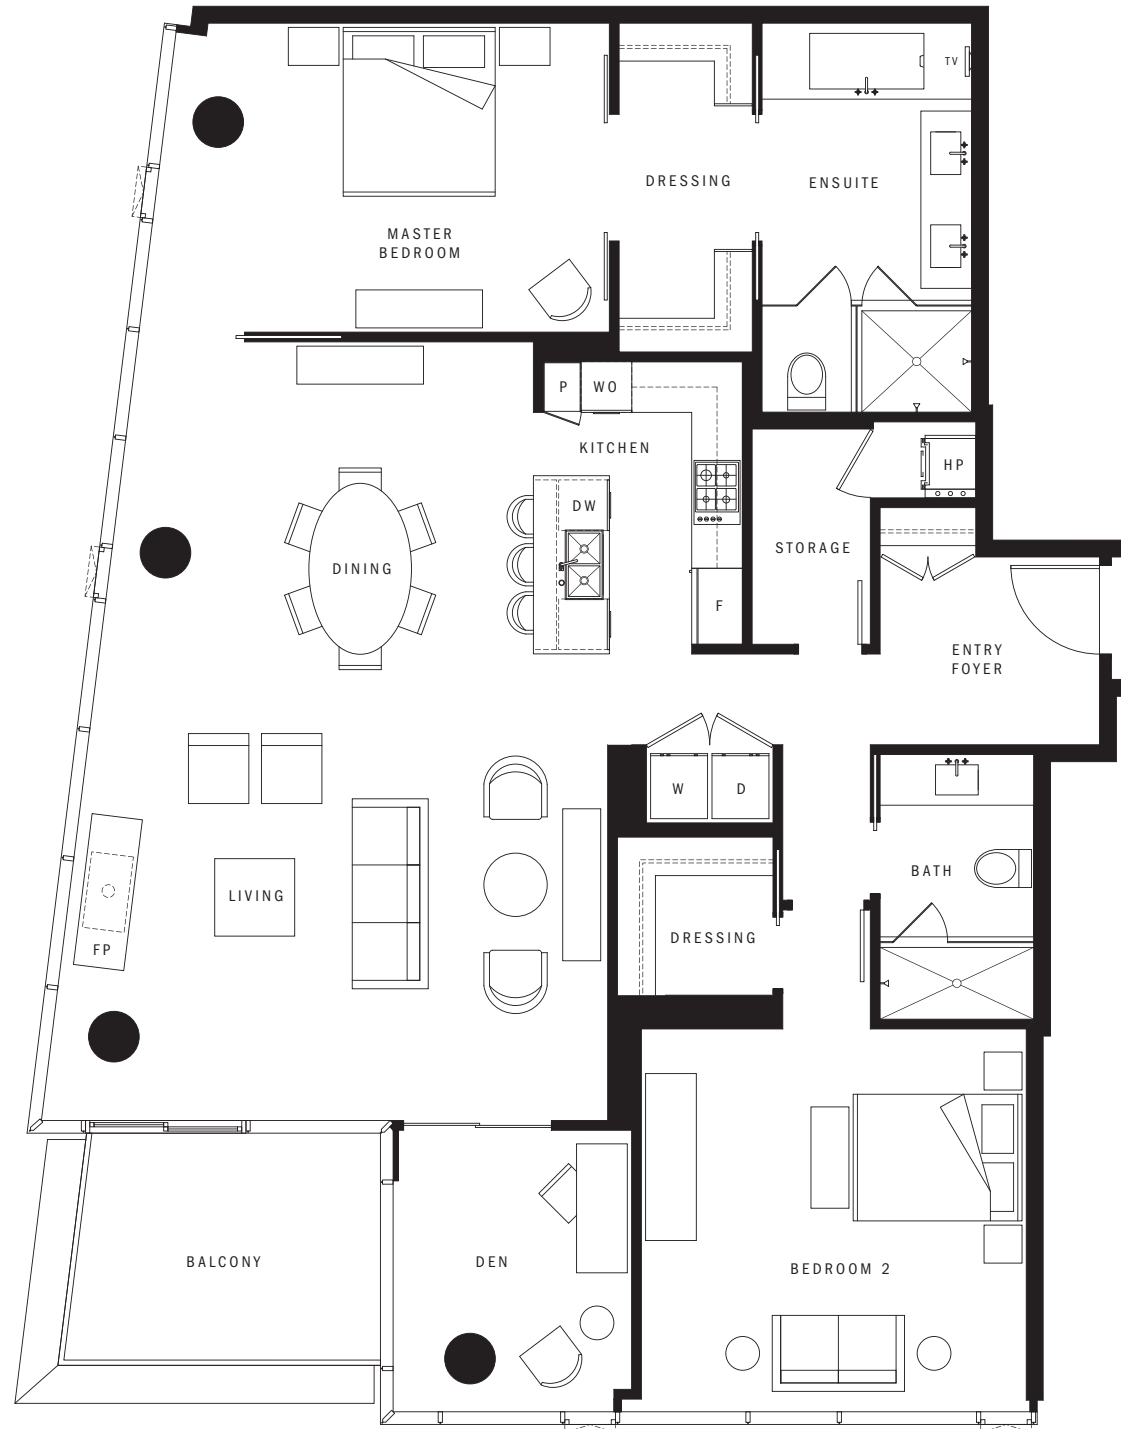 TV
DRESSING
ENSUITE
MASTER
BEDROOM
P
WO
KITCHEN
HP
DW
STORAGE
DINING
F
ENTRY
FOYER
W
D
BATH
LIVING
DRESSING
FP
BALCONY
DEN
BEDROOM 2